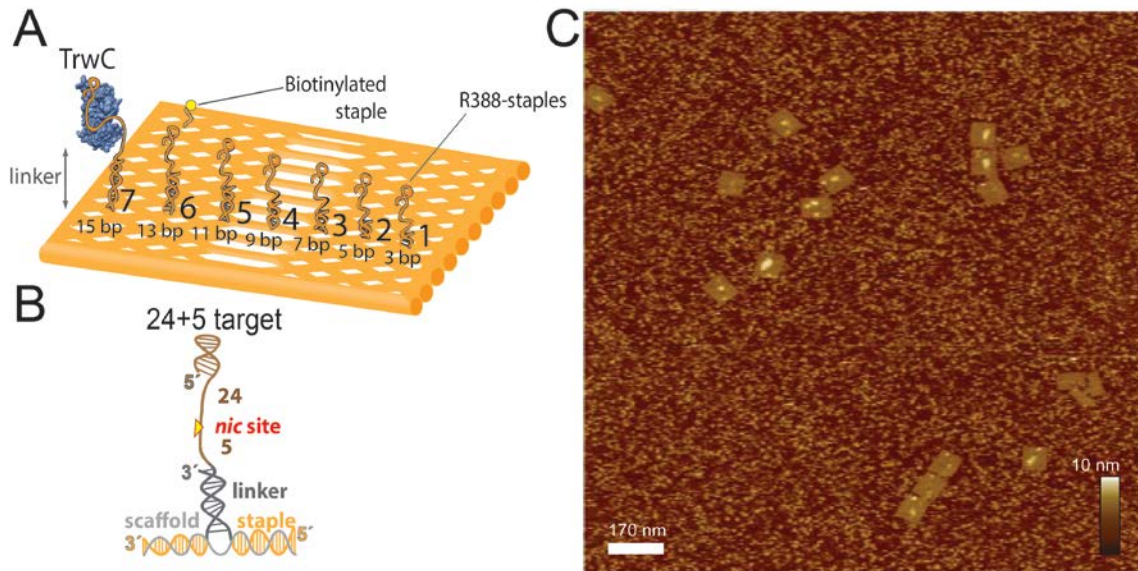 A
TrwC
Biotinylated
staple
R388-staples
linker
7
6
5
4
3
2
1
15 bp
13 bp
11 bp
9 bp
7 bp
5 bp
3 bp
B
24+5 target
5´
24
nic site
5
3´
linker
scaffold
staple
3´
5´
C
10 nm
170 nm